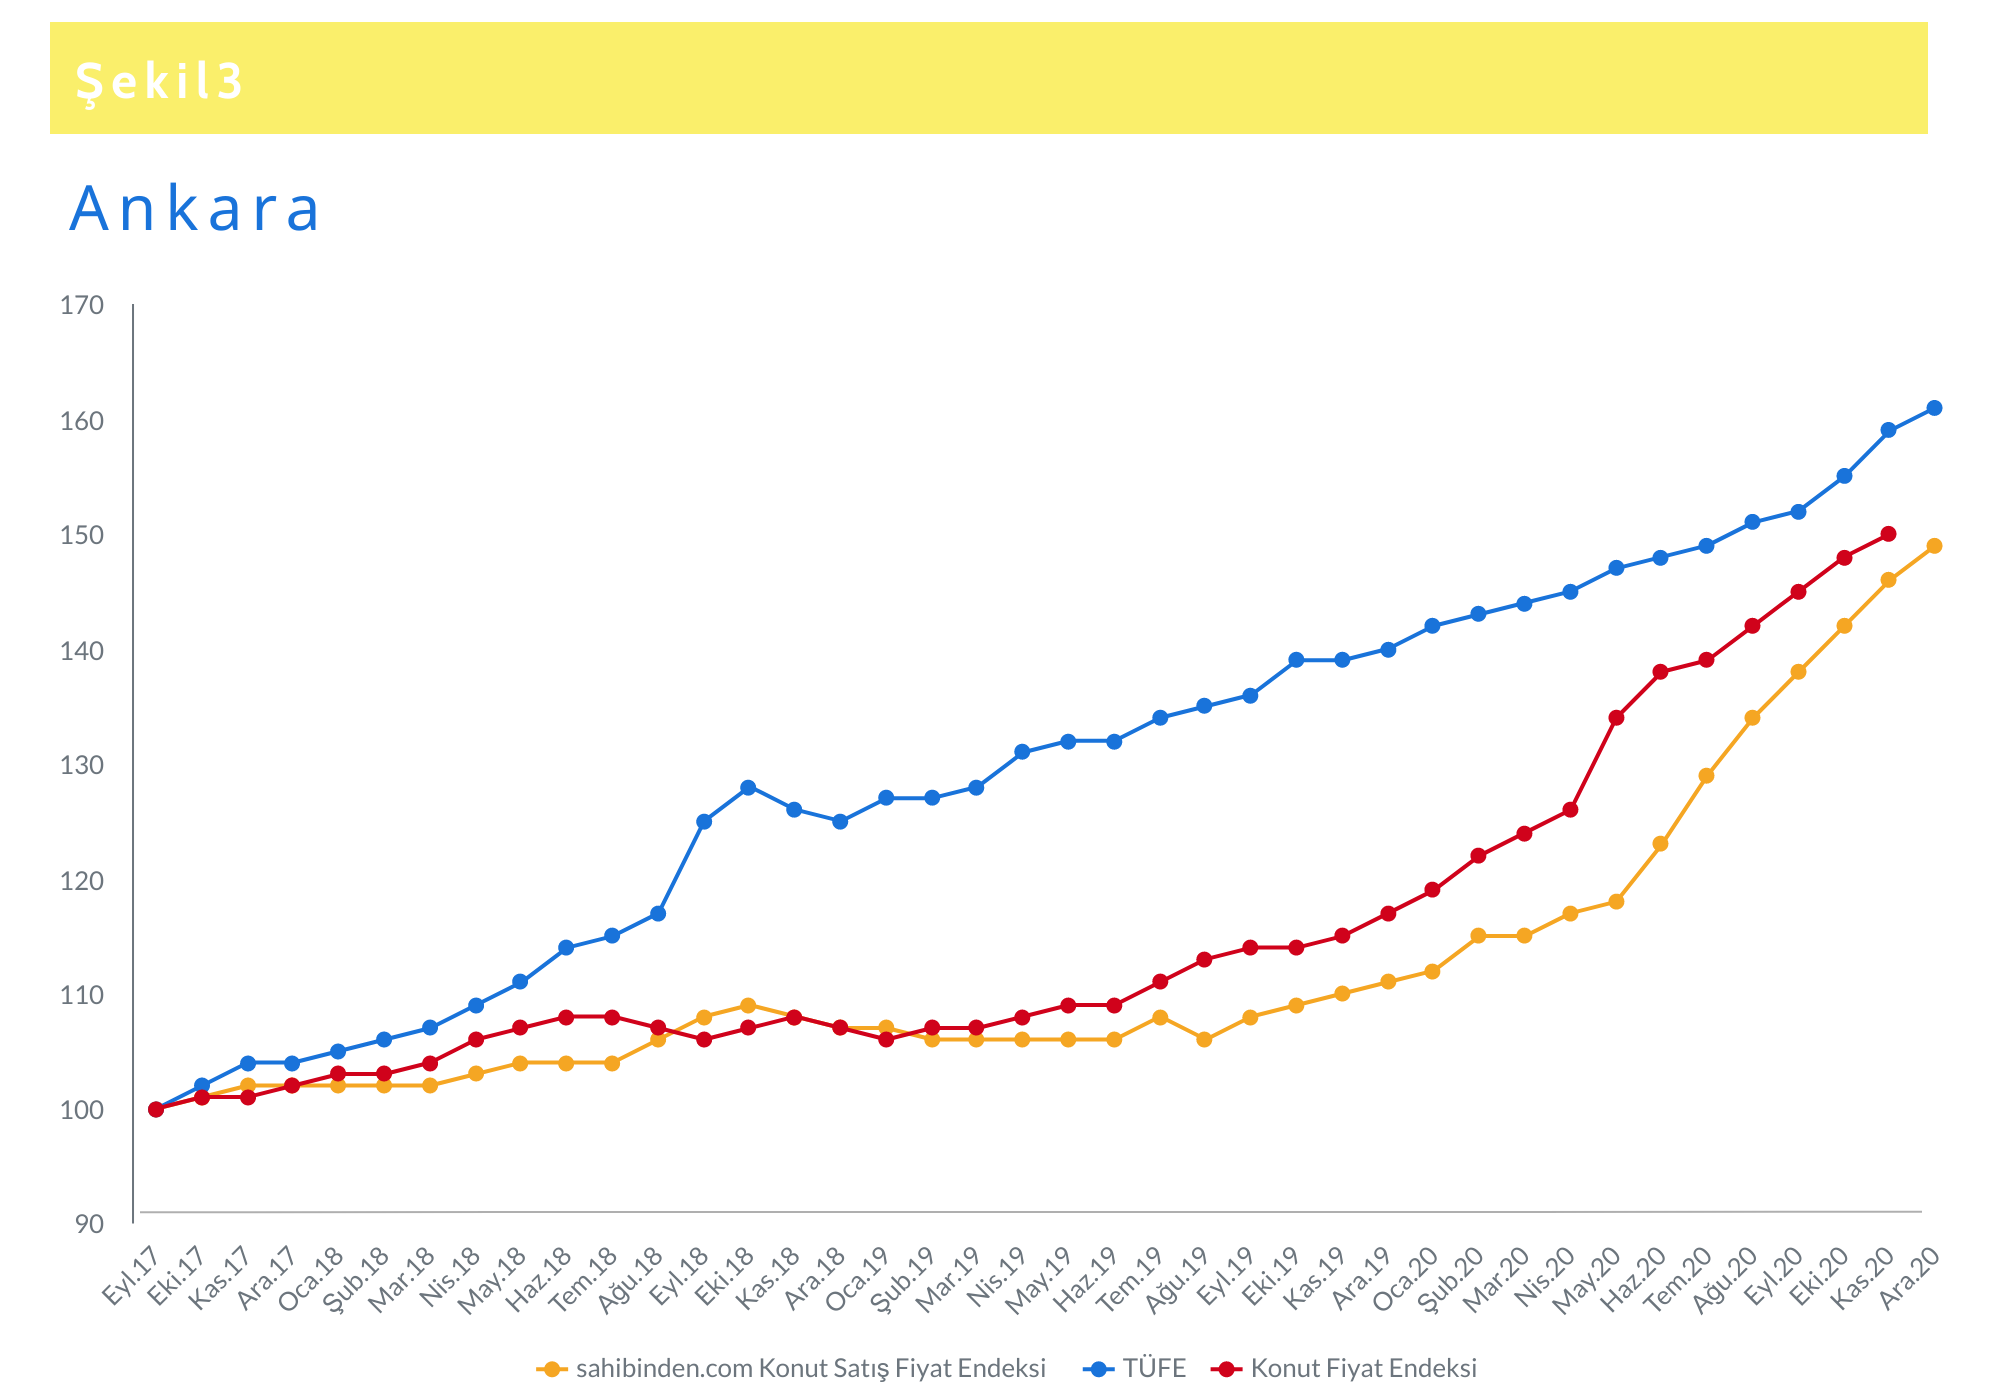 Şekil3
Ankara
170
160
150
140
130
120
110
100
90
Eyl.17
Eki.17
Kas.17
Ara.17
Oca.18
Şub.18
Mar.18
Nis.18
May.18
Haz.18
Tem.18
Ağu.18
Eyl.18
Eki.18
Kas.18
Ara.18
Oca.19
Şub.19
Mar.19
Nis.19
May.19
Haz.19
Tem.19
Ağu.19
Eyl.19
Eki.19
Kas.19
Ara.19
Oca.20
Şub.20
Mar.20
Nis.20
May.20
Haz.20
Tem.20
Ağu.20
Eyl.20
Eki.20
Kas.20
Ara.20
sahibinden.com Konut Satış Fiyat Endeksi TÜFE Konut Fiyat Endeksi